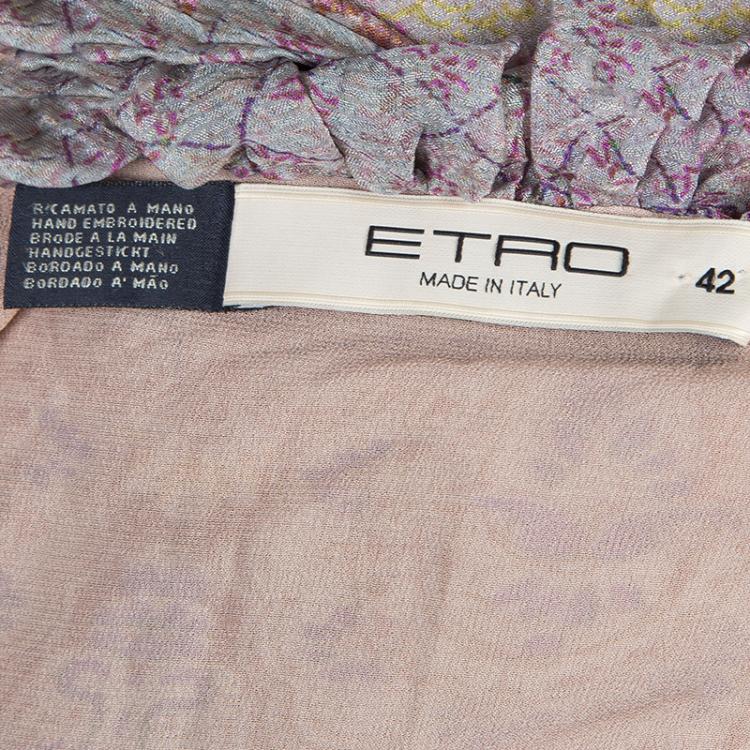 RICAMATO A MANO
HAND EMBROIDERED
BRODE A LA MAIN
HANDGESTICKT
BORDADO A MANO
BORDADO A' MÃO
ETRO
MADE IN ITALY
42